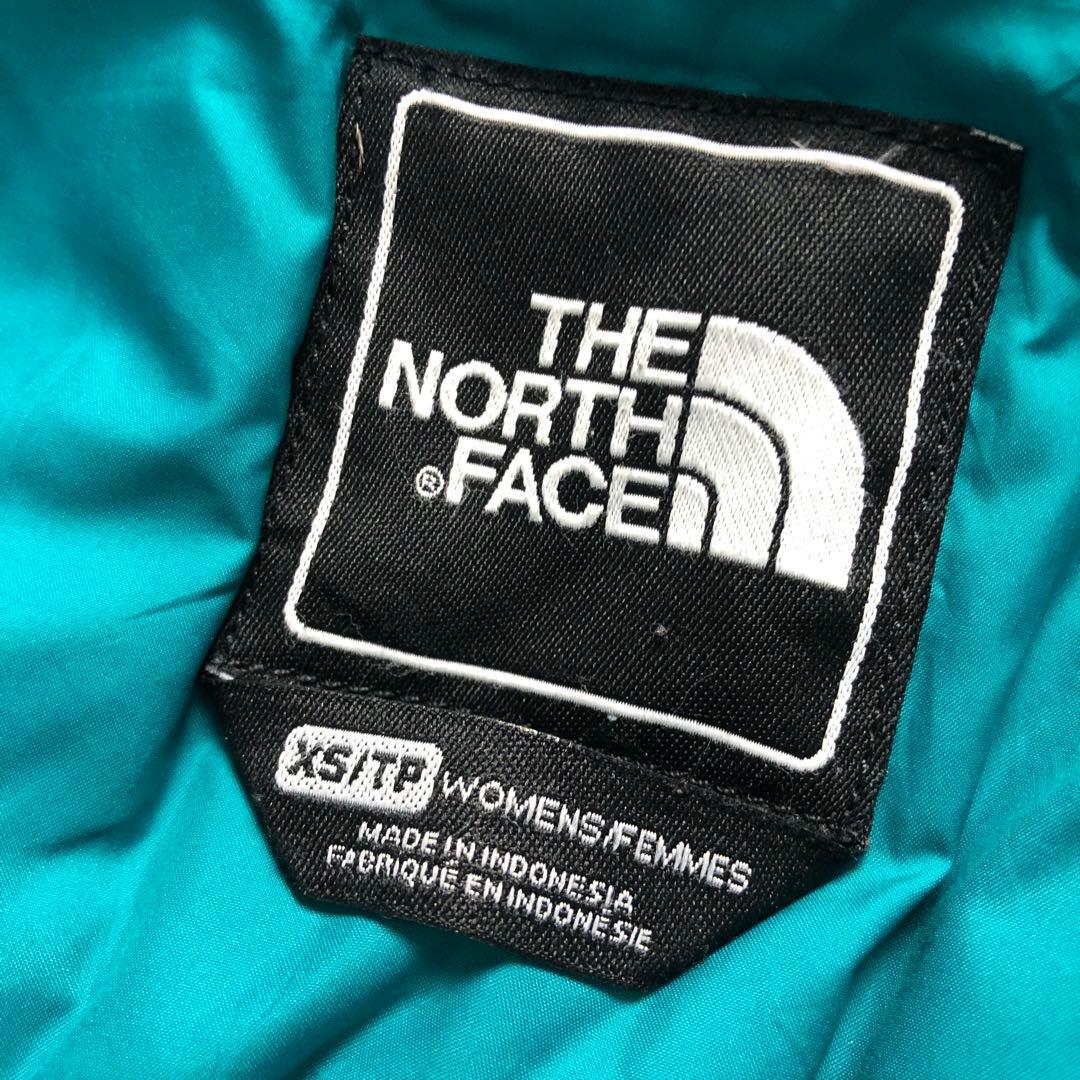 THE
NORTH
®FACE
XS/TP WOMENS/FEMMES
MADE IN INDONESIA
FABRIQUÉ EN INDONÉSIE